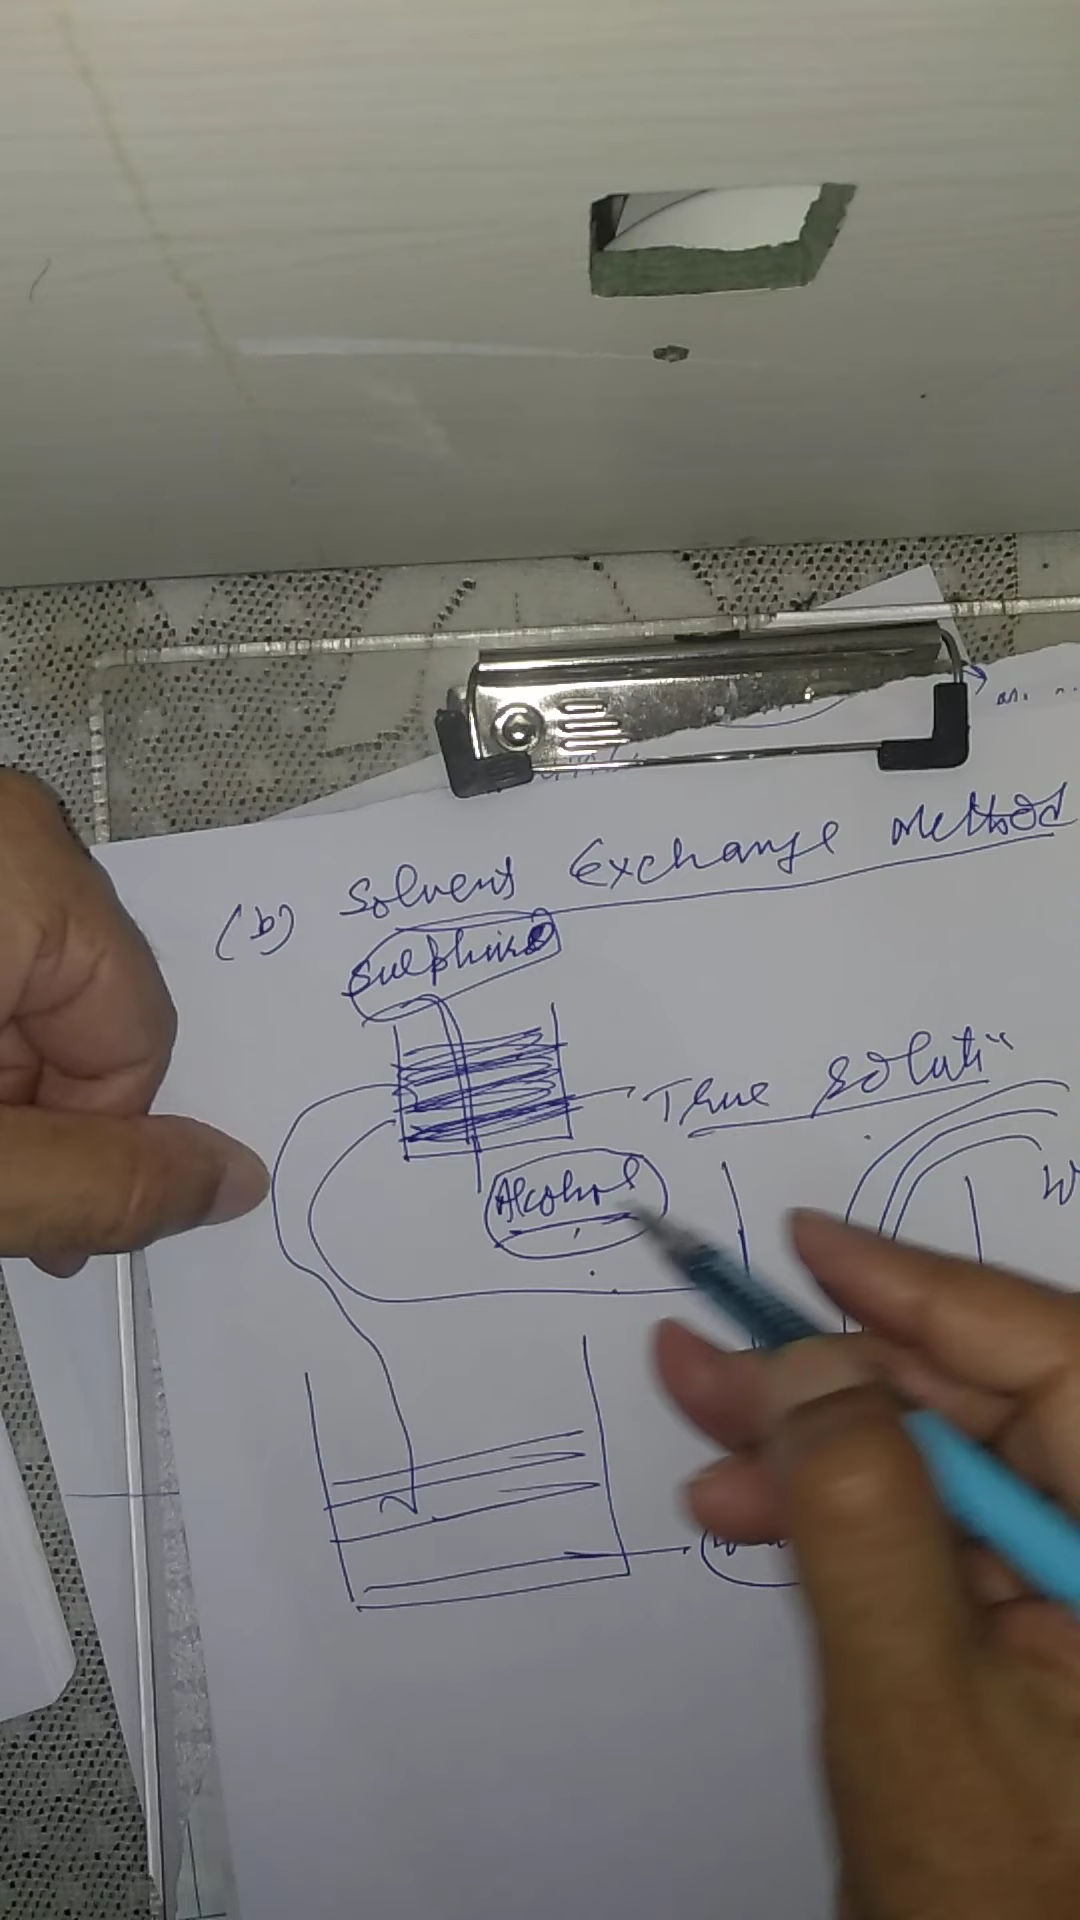 (b) Solvent Exchange Method
Sulphur
True Soluti
Alcohol
W